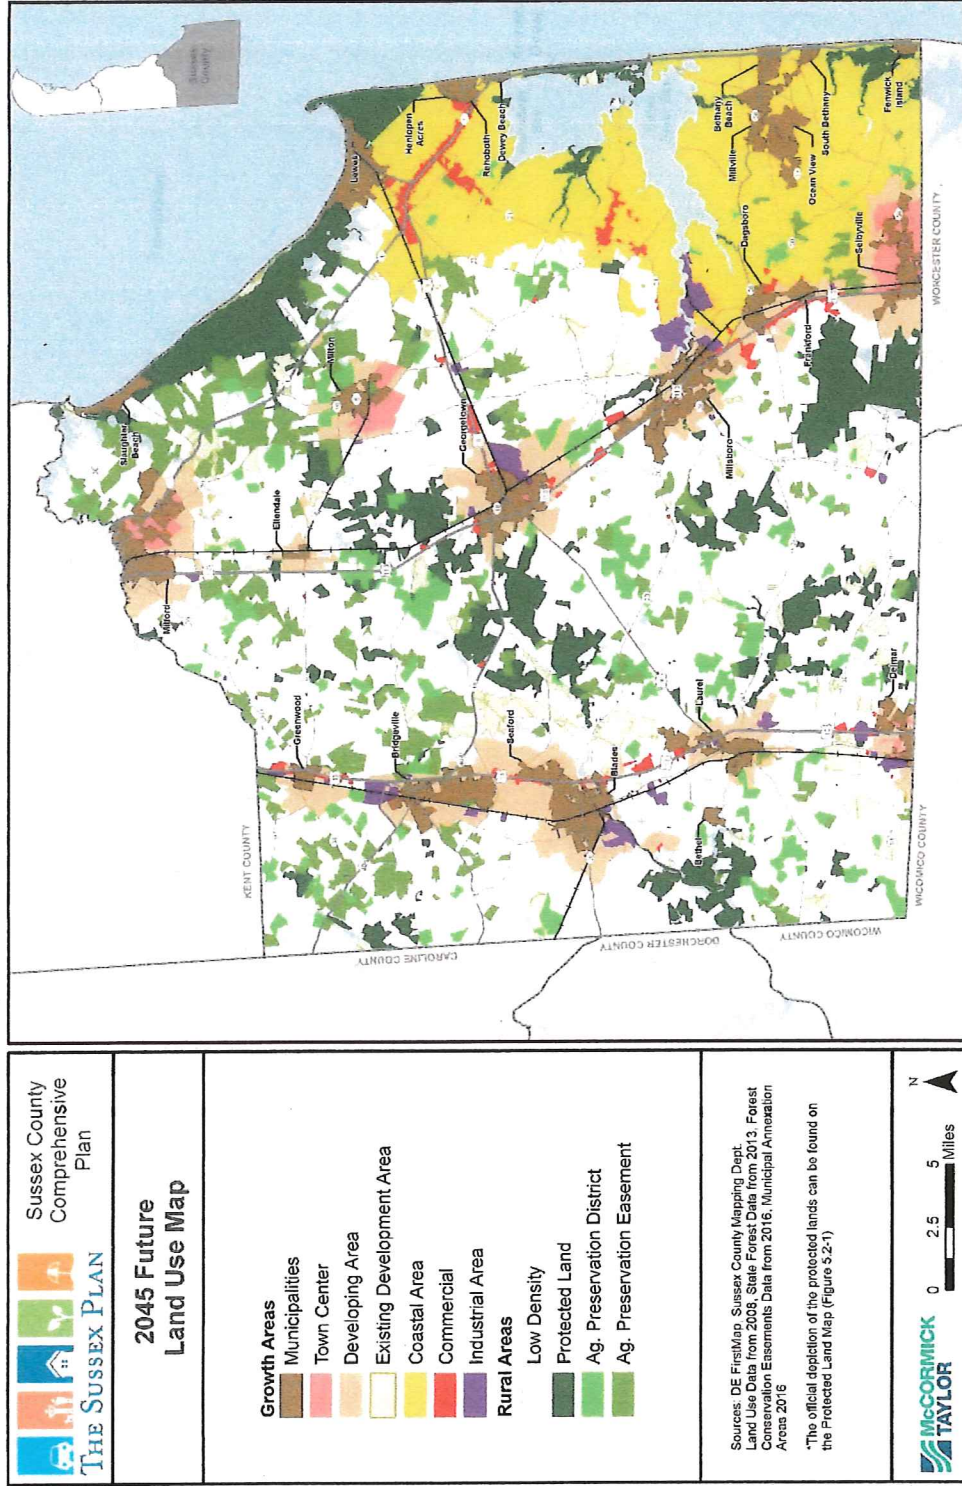 Sussex County
Comprehensive
Plan
THE SUSSEX PLAN
2045 Future
Land Use Map
Growth Areas
Municipalities
Town Center
Developing Area
Existing Development Area
Coastal Area
Commercial
Industrial Area
Rural Areas
Low Density
Protected Land
Ag. Preservation District
Ag. Preservation Easement
Sources: DE FirstMap, Sussex County Mapping Dept.
Land Use Data from 2008, State Forest Data from 2013, Forest
Conservation Easements Data from 2016, Municipal Annexation
Areas 2016
*The official depiction of the protected lands can be found on
the Protected Land Map (Figure 5.2-1)
McCORMICK
TAYLOR
0 2.5 5
Miles
N
Sussex
County
KENT COUNTY
CAROLINE COUNTY
DORCHESTER COUNTY
WICOMICO COUNTY
WICOMICO COUNTY
WORCESTER COUNTY
Milford
Slaughter
Beach
Ellendale
Milton
Lewes
Henlopen
Acres
Rehoboth
Dewey Beach
Greenwood
Bridgeville
Georgetown
Seaford
Blades
Bethel
Laurel
Delmar
Millsboro
Dagsboro
Frankford
Selbyville
Millville
Bethany
Beach
Ocean View
South Bethany
Fenwick
Island